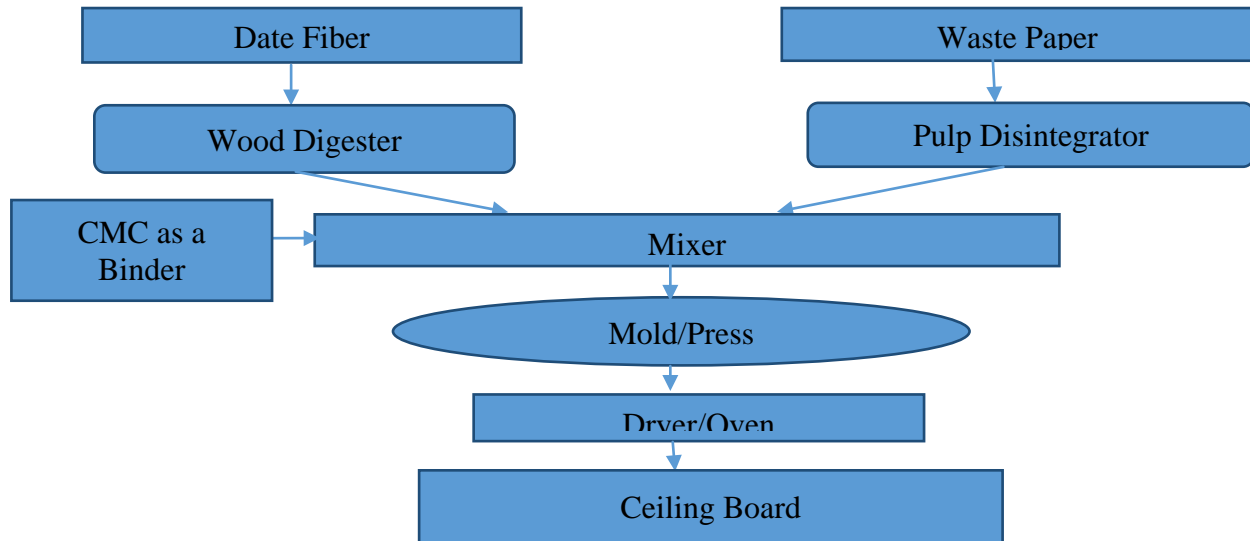 Date Fiber
Waste Paper
Wood Digester
Pulp Disintegrator
CMC as a
Binder
Mixer
Mold/Press
Dryer/Oven
Ceiling Board